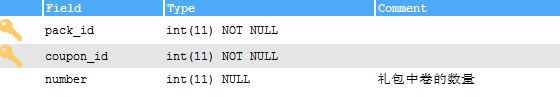 Field Type Comment
pack_id int(11) NOT NULL
coupon_id int(11) NOT NULL
number int(11) NULL 礼包中卷的数量